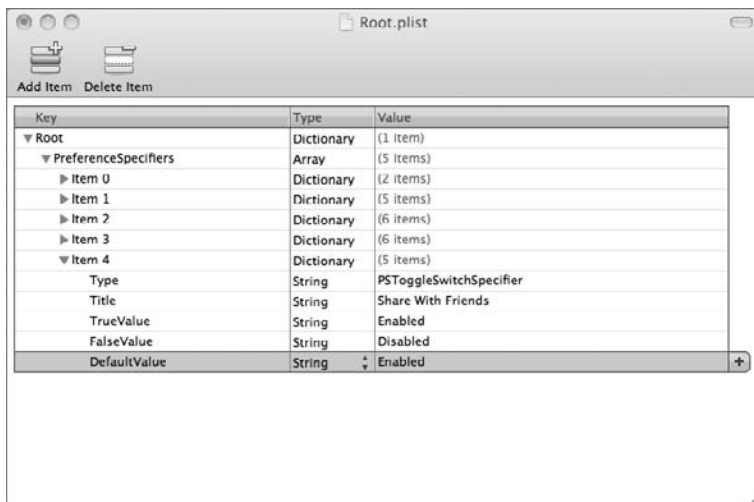 Root.plist
Add Item Delete Item
Key Type Value
Root Dictionary (1 item)
PreferenceSpecifiers Array (5 items)
Item 0 Dictionary (2 items)
Item 1 Dictionary (5 items)
Item 2 Dictionary (6 items)
Item 3 Dictionary (6 items)
Item 4 Dictionary (5 items)
Type String PSToggleSwitchSpecifier
Title String Share With Friends
TrueValue String Enabled
FalseValue String Disabled
DefaultValue String Enabled